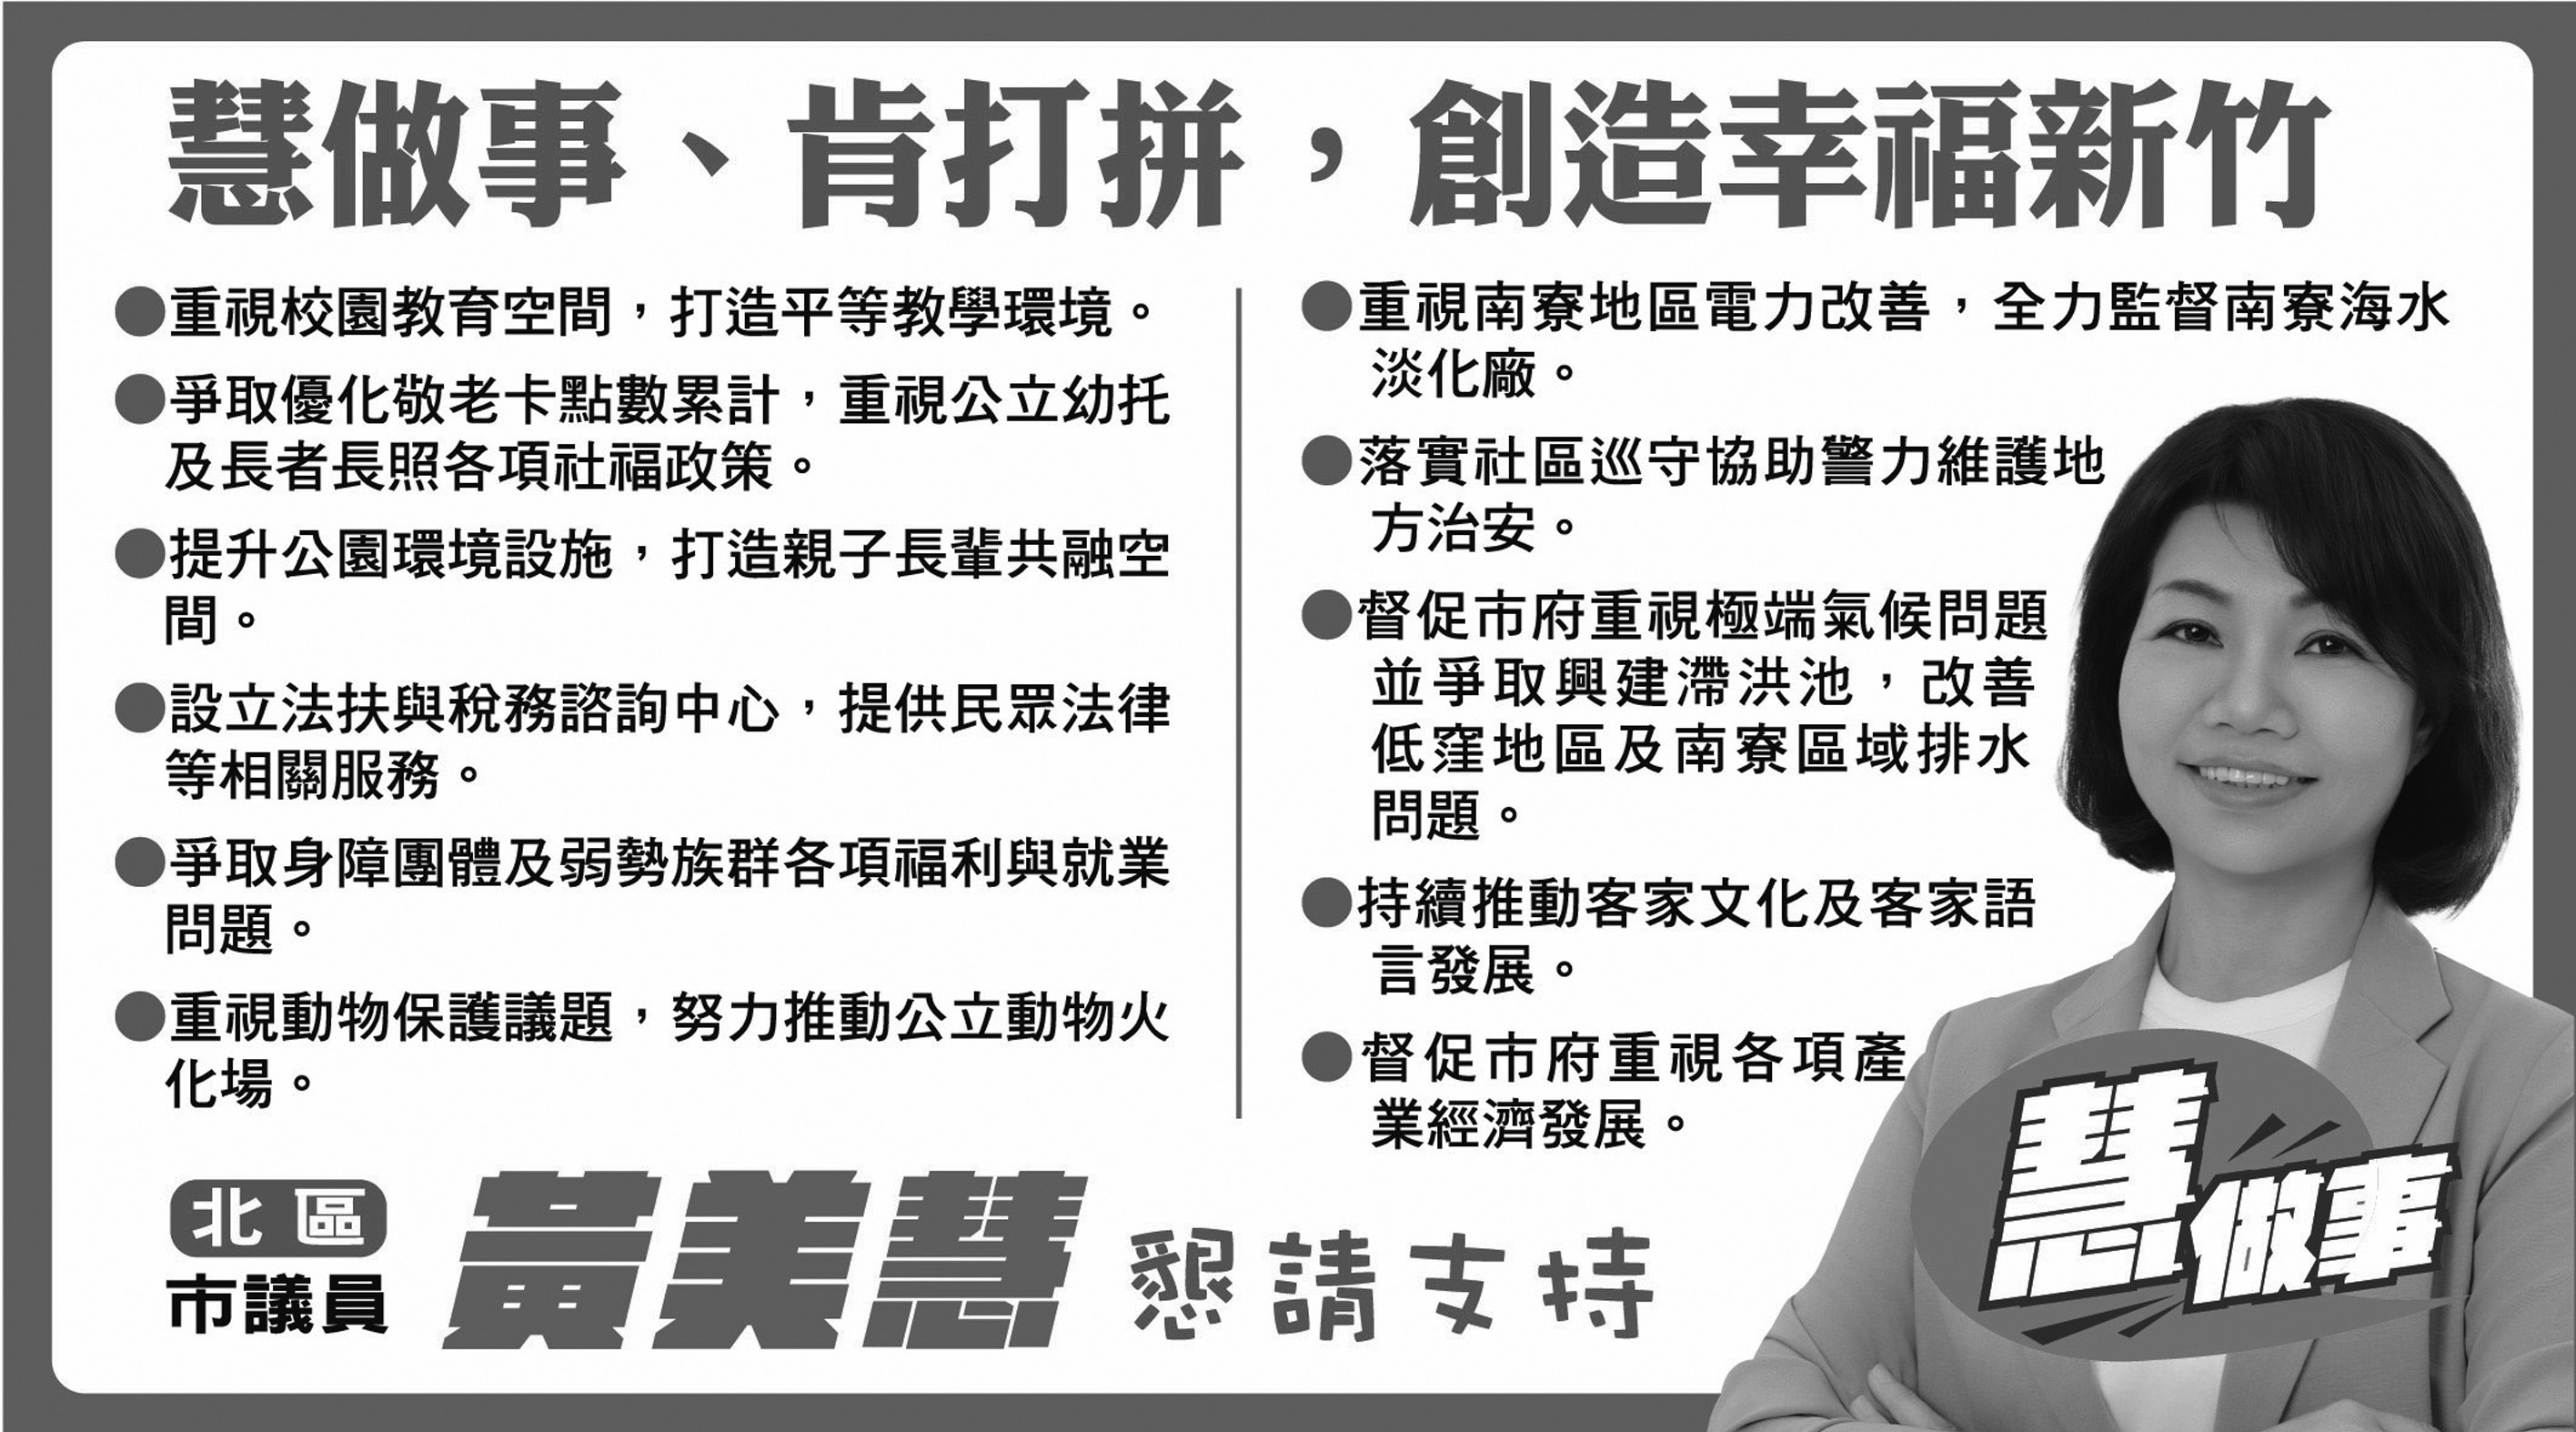 慧做事、肯打拼，創造幸福新竹
●重視校園教育空間，打造平等教學環境。
●爭取優化敬老卡點數累計，重視公立幼托
及長者長照各項社福政策。
●提升公園環境設施，打造親子長輩共融空
間。
●設立法扶與稅務諮詢中心，提供民眾法律
等相關服務。
●爭取身障團體及弱勢族群各項福利與就業
問題。
●重視動物保護議題，努力推動公立動物火
化場。
●重視南寮地區電力改善，全力監督南寮海水
淡化廠。
●落實社區巡守協助警力維護地
方治安。
●督促市府重視極端氣候問題
並爭取興建滯洪池，改善
低窪地區及南寮區域排水
問題。
●持續推動客家文化及客家語
言發展。
●督促市府重視各項產
業經濟發展。
北區
市議員
黃美慧 懇請支持
慧做事